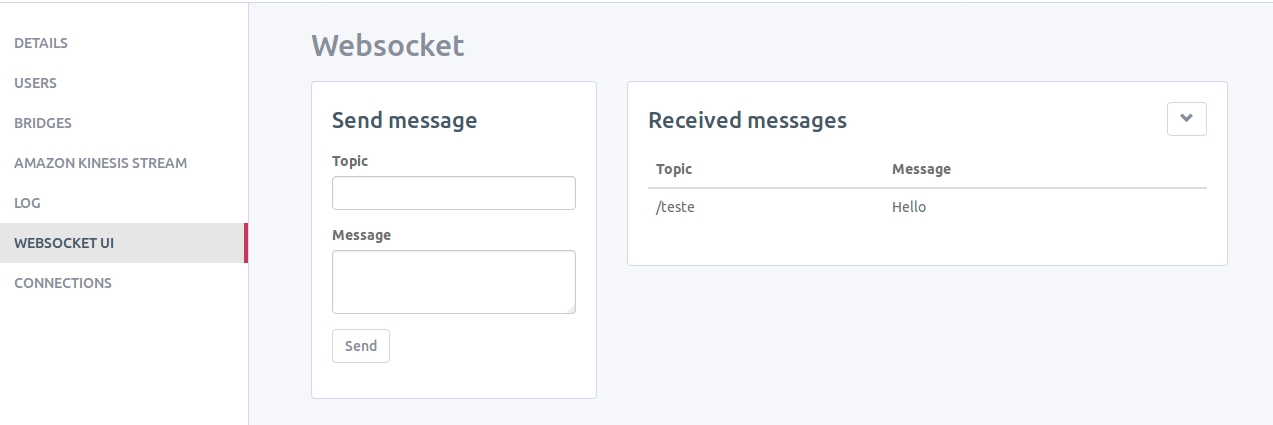 DETAILS
USERS
BRIDGES
AMAZON KINESIS STREAM
LOG
WEBSOCKET UI
CONNECTIONS
Websocket
Send message
Topic
Message
Send
Received messages
Topic Message
/teste Hello